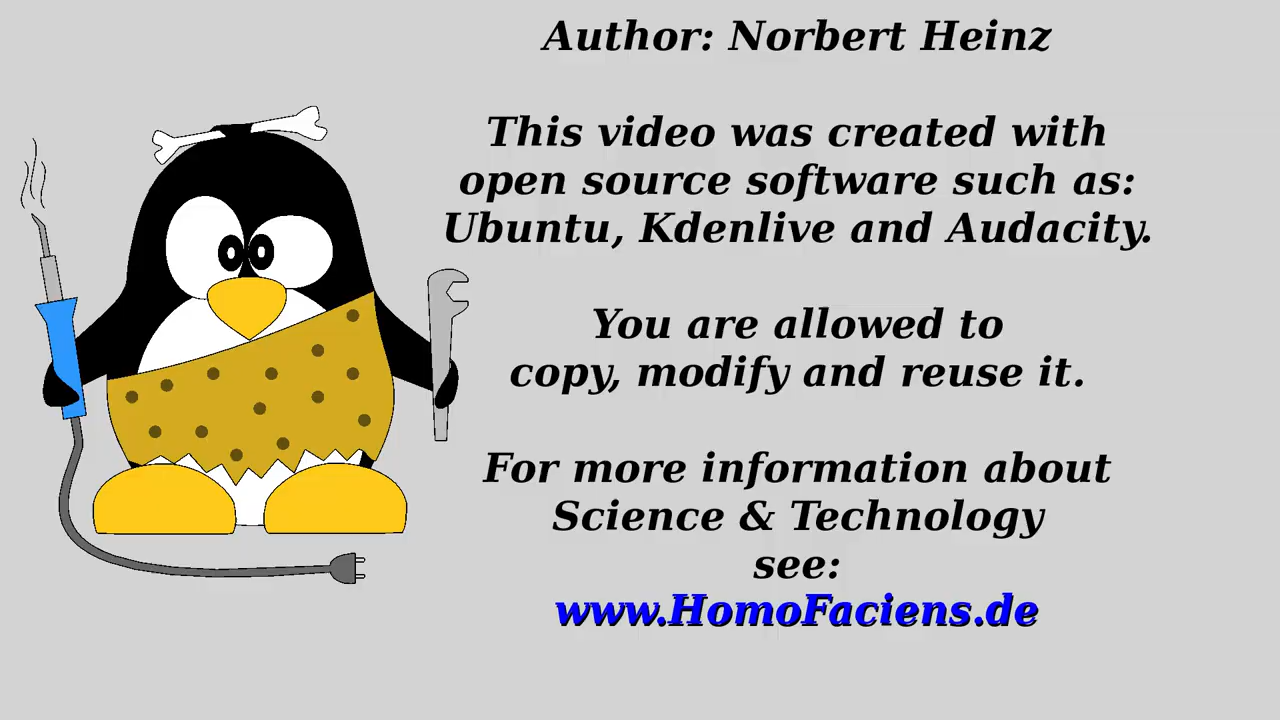 Author: Norbert Heinz
This video was created with
open source software such as:
Ubuntu, Kdenlive and Audacity.
You are allowed to
copy, modify and reuse it.
For more information about
Science & Technology
see:
www.HomoFaciens.de